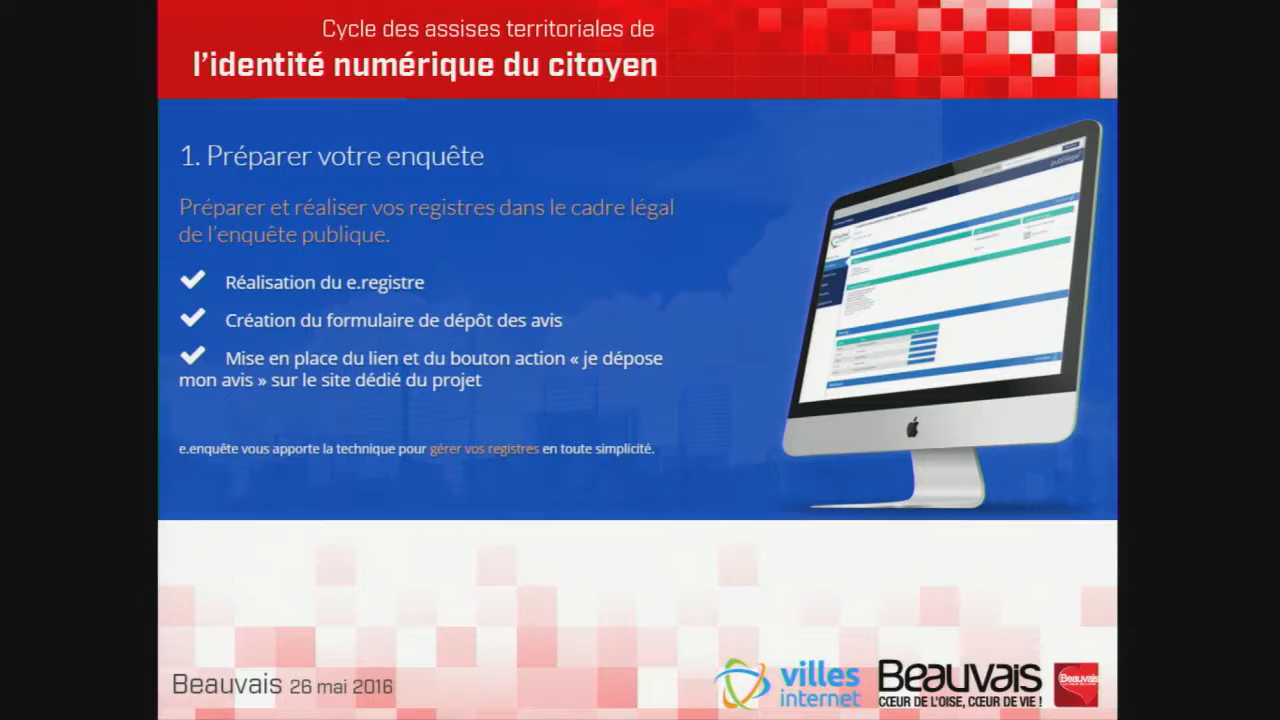 Cycle des assises territoriales de
l'identité numérique du citoyen
1. Préparer votre enquête
Préparer et réaliser vos registres dans le cadre légal
de l'enquête publique.
Réalisation du e.registre
Création du formulaire de dépôt des avis
Mise en place du lien et du bouton action « je dépose
mon avis » sur le site dédié du projet
e.enquête vous apporte la technique pour gérer vos registres en toute simplicité.
publilégal
Beauvais 26 mai 2016
villes
internet
BEAUVAIS
CŒUR DE L'OISE, CŒUR DE VIE !
Beauvais